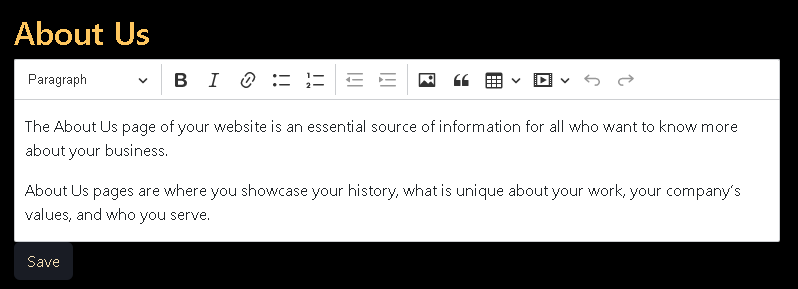 About Us
Paragraph
The About Us page of your website is an essential source of information for all who want to know more
about your business.
About Us pages are where you showcase your history, what is unique about your work, your company's
values, and who you serve.
Save